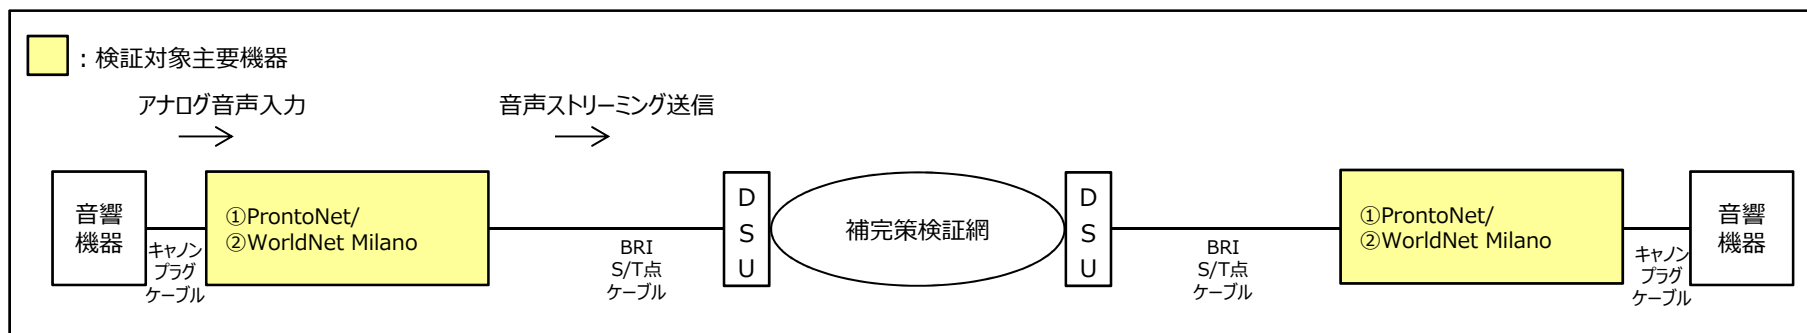 ：検証対象主要機器
アナログ音声入力
音声ストリーミング送信
音響
機器
キャノン
プラグ
ケーブル
①ProntoNet/
②WorldNet Milano
BRI
S/T点
ケーブル
D
S
U
補完策検証網
D
S
U
BRI
S/T点
ケーブル
①ProntoNet/
②WorldNet Milano
キャノン
プラグ
ケーブル
音響
機器